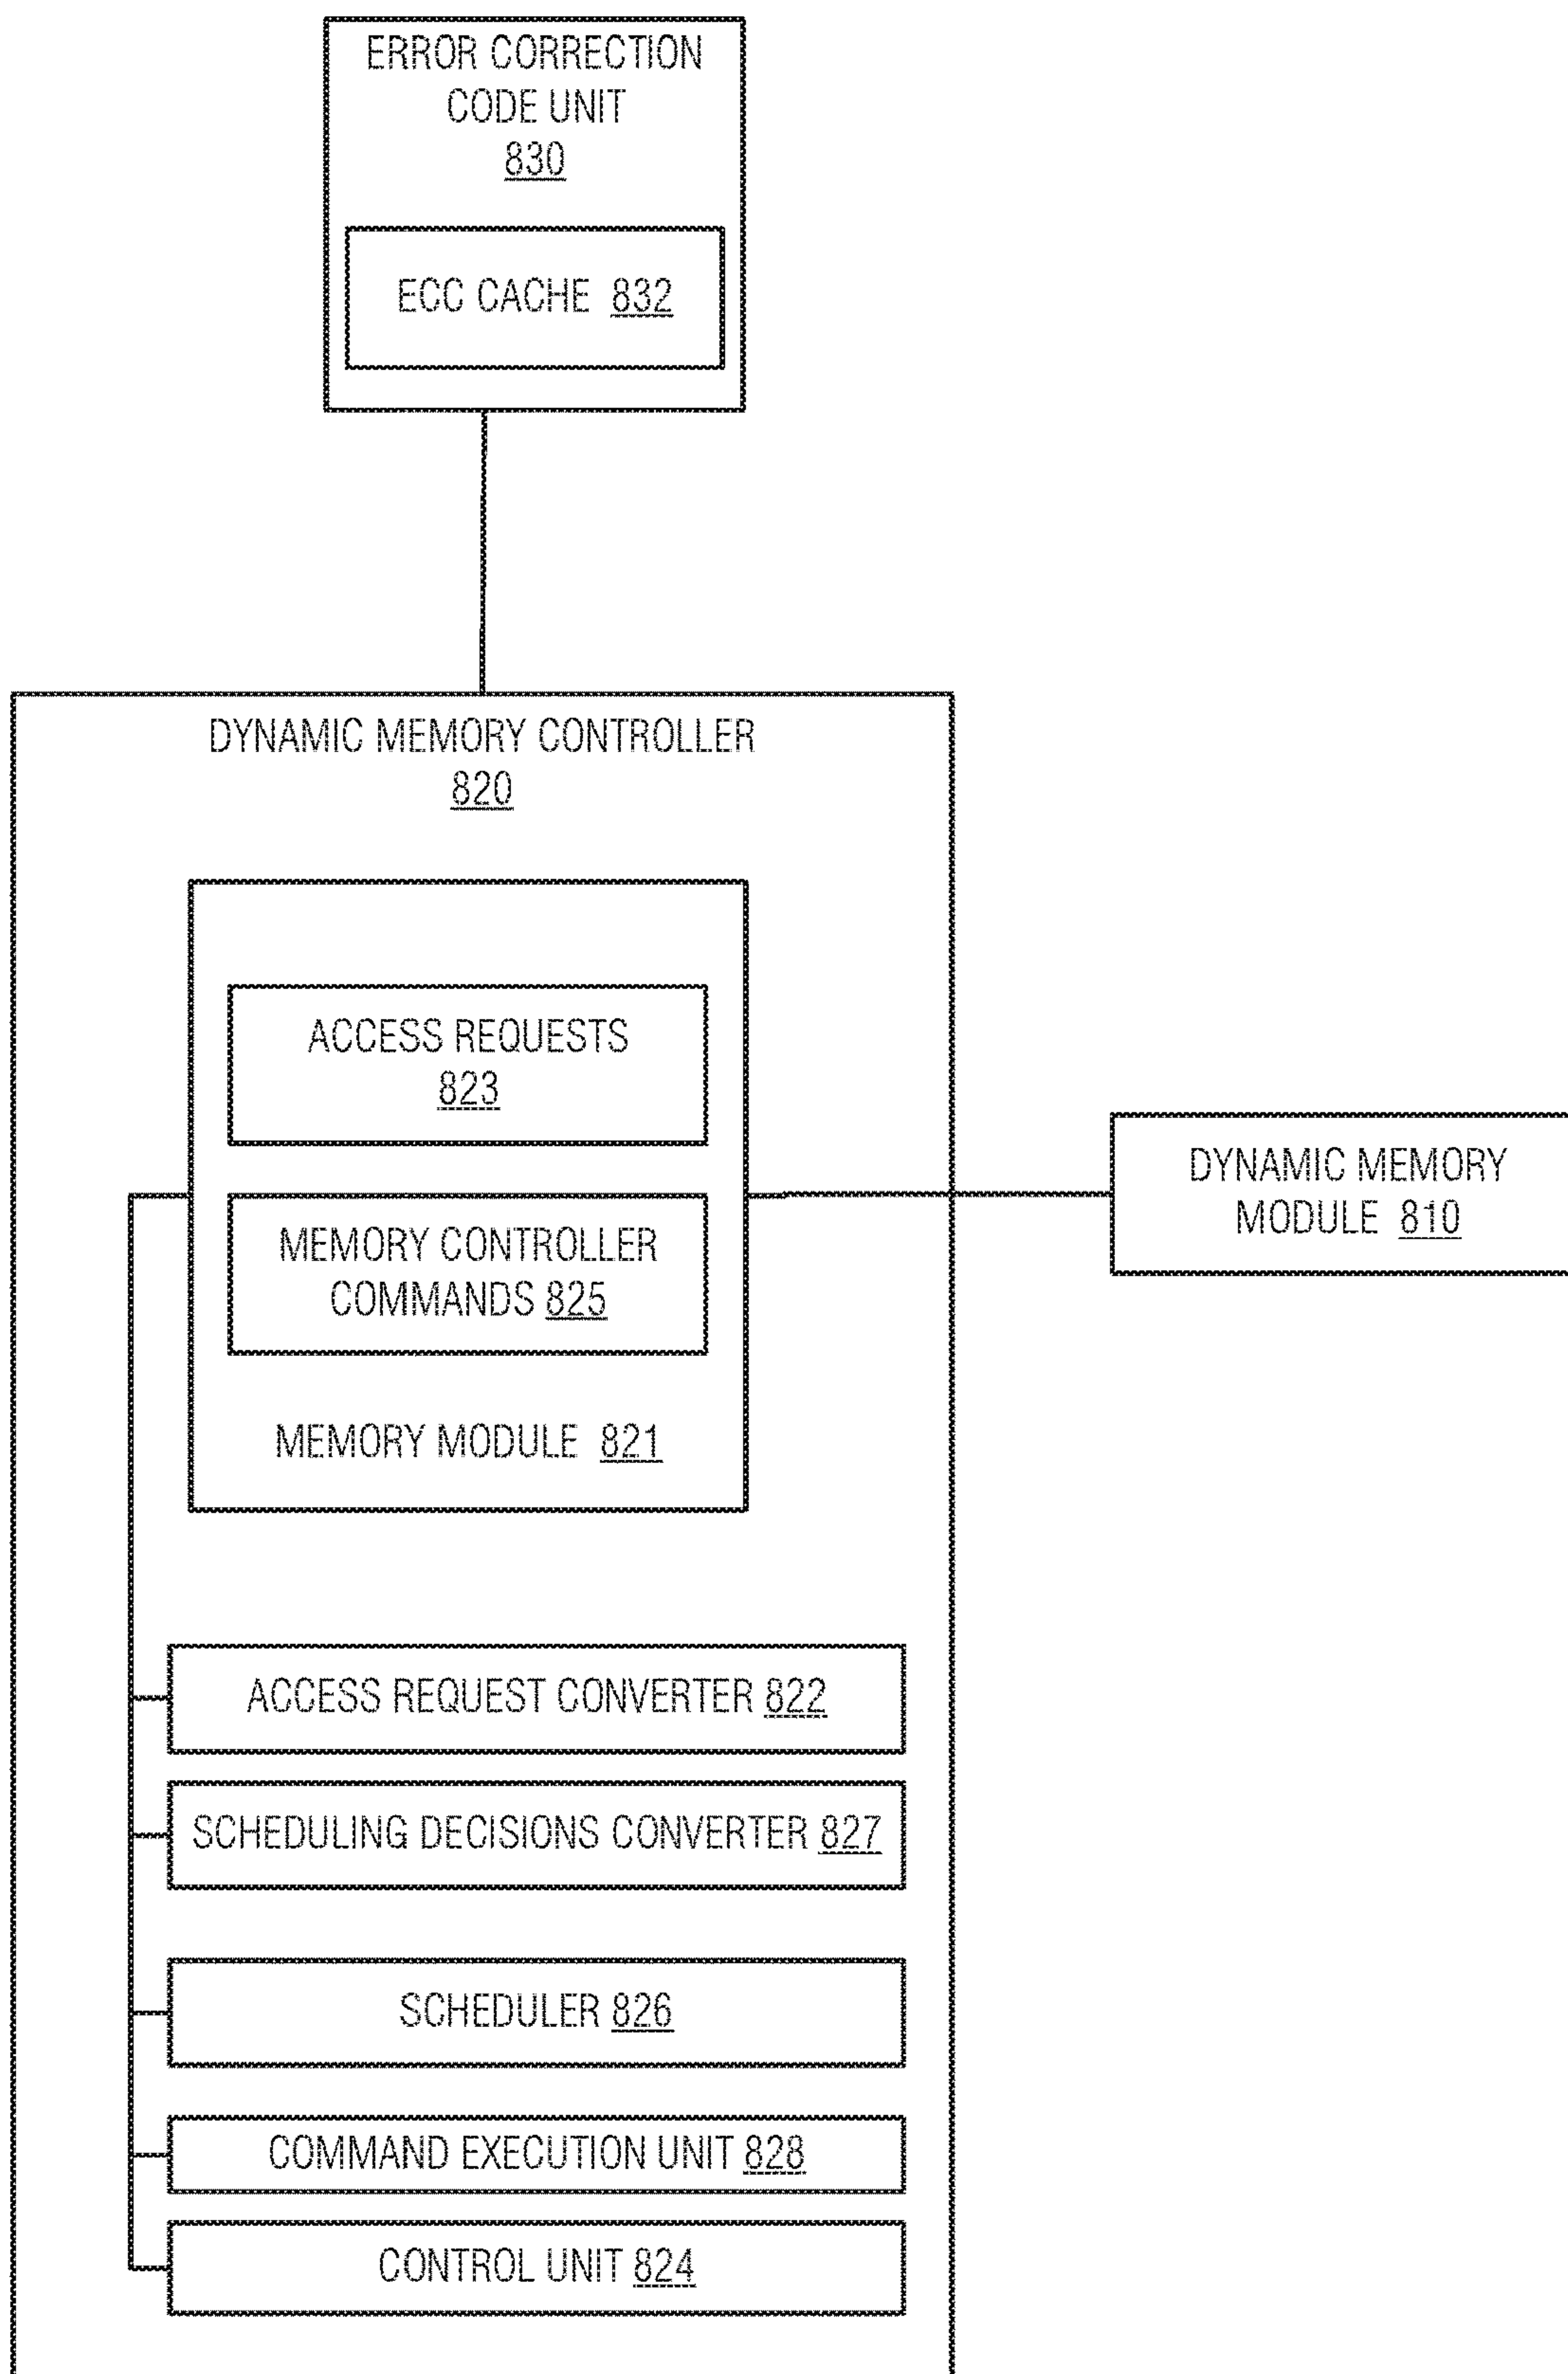 ERROR CORRECTION
CODE UNIT
830
ECC CACHE 832
DYNAMIC MEMORY CONTROLLER
820
ACCESS REQUESTS
823
MEMORY CONTROLLER
COMMANDS 825
MEMORY MODULE 821
DYNAMIC MEMORY
MODULE 810
ACCESS REQUEST CONVERTER 822
SCHEDULING DECISIONS CONVERTER 827
SCHEDULER 826
COMMAND EXECUTION UNIT 828
CONTROL UNIT 824